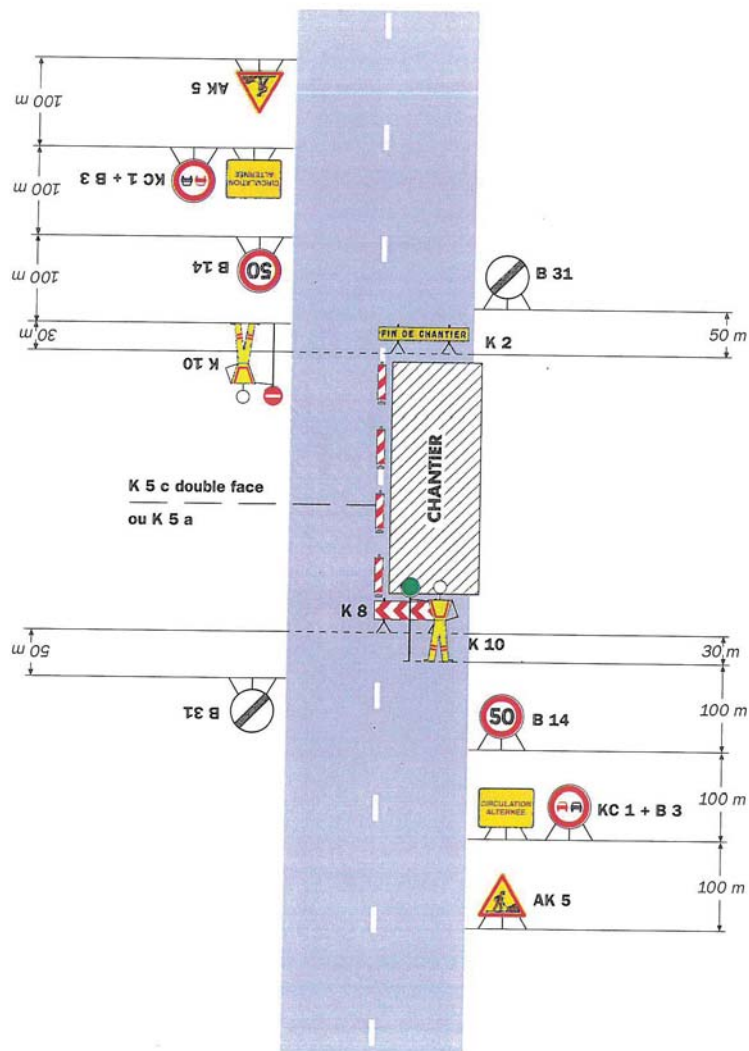 AK 5
100 m
KC 1 + B 3
CIRCULATION
ALTERNÉE
100 m
B 14
50
100 m
B 31
K 10
30 m
FIN DE CHANTIER
K 2
50 m
K 5 c double face
ou K 5 a
CHANTIER
K 8
K 10
50 m
30 m
B 31
50
B 14
100 m
CIRCULATION
ALTERNÉE
KC 1 + B 3
100 m
AK 5
100 m